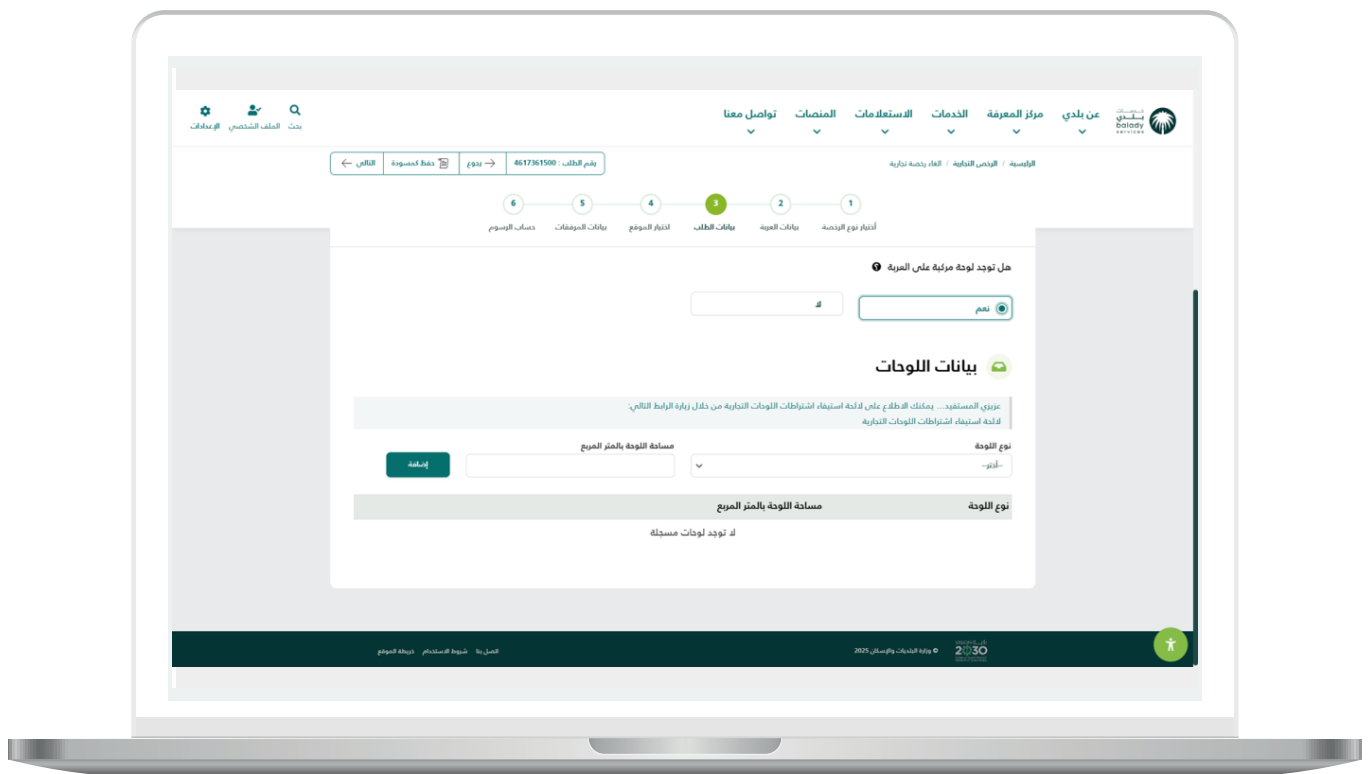 خدمات
بلدي
balady
services
عن بلدي
مركز المعرفة
الخدمات
الاستعلامات
المنصات
تواصل معنا
بحث
الملف الشخصي
الإعدادات
الرئيسية / الرخص التجارية / الغاء رخصة تجارية
رقم الطلب : 4617361500
رجوع
حفظ كمسودة
التالي
1
2
3
4
5
6
أختيار نوع الرخصة
بيانات العربة
بيانات الطلب
اختيار الموقع
بيانات المرفقات
حساب الرسوم
هل توجد لوحة مركبة على العربة
نعم
لا
بيانات اللوحات
عزيزي المستفيد... يمكنك الاطلاع على لائحة استيفاء اشتراطات اللوحات التجارية من خلال زيارة الرابط التالي:
لائحة استيفاء اشتراطات اللوحات التجارية
نوع اللوحة
مساحة اللوحة بالمتر المربع
--أختر--
إضافة
نوع اللوحة
مساحة اللوحة بالمتر المربع
لا توجد لوحات مسجلة
2030
© وزارة البلديات والإسكان 2025
اتصل بنا
شروط الاستخدام
خريطة الموقع